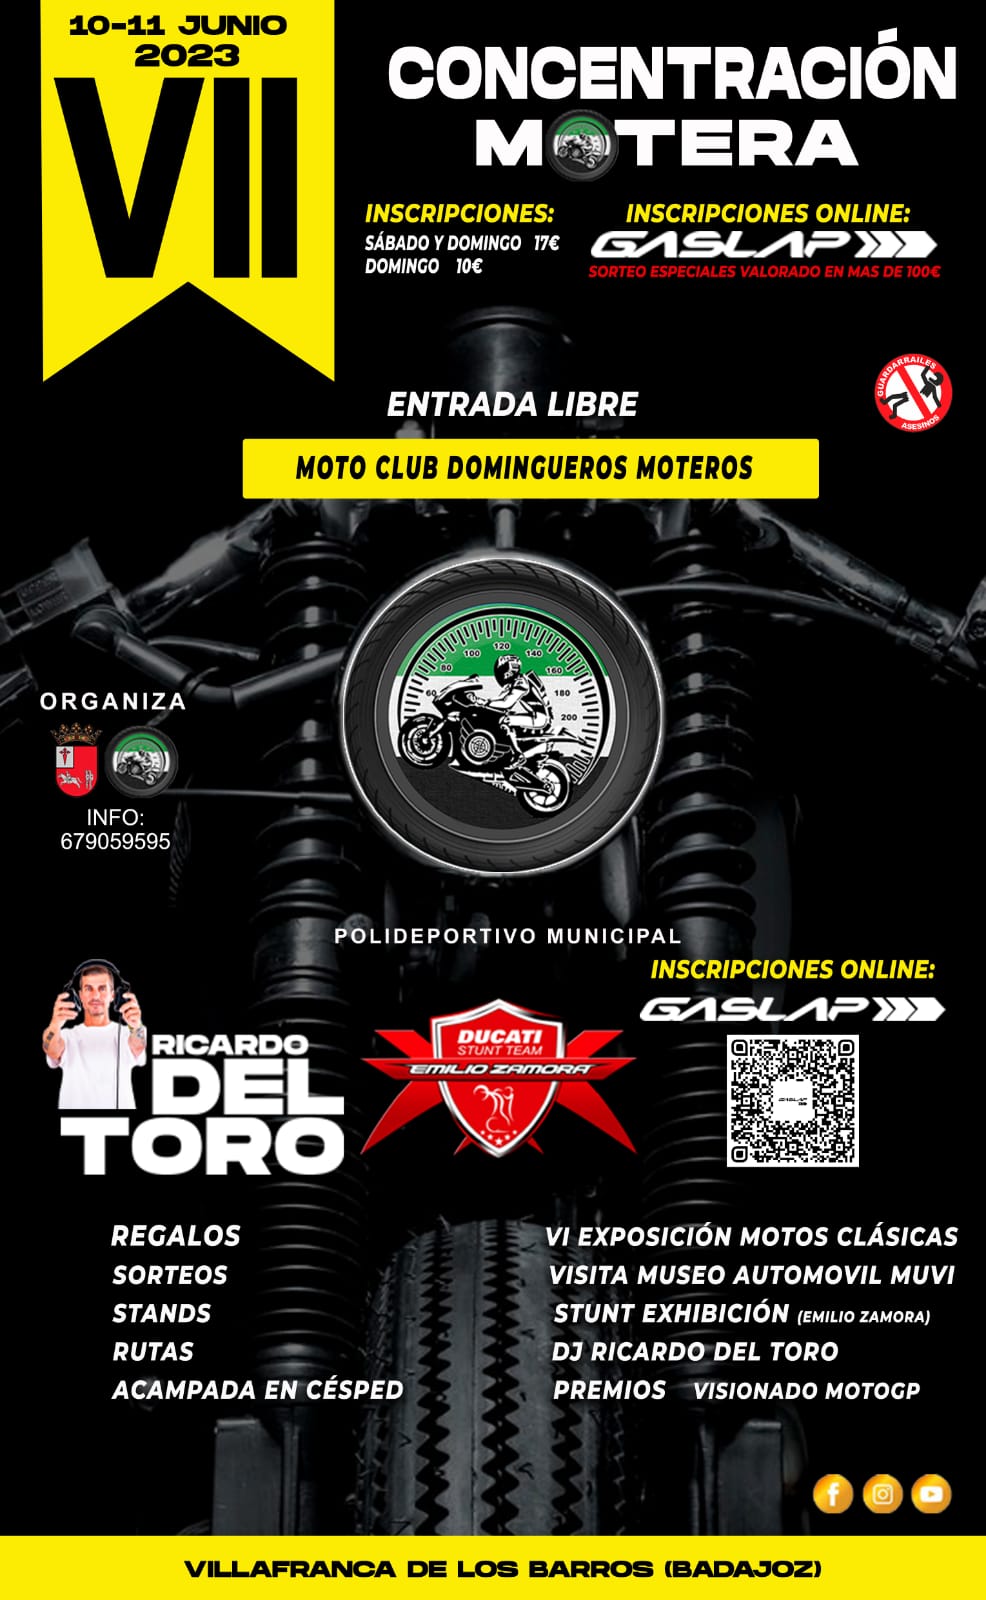 10-11 JUNIO
2023
VII
CONCENTRACIÓN
MOTERA
INSCRIPCIONES:
SÁBADO Y DOMINGO 17€
DOMINGO 10€
INSCRIPCIONES ONLINE:
GASLAP
SORTEO ESPECIALES VALORADO EN MAS DE 100€
GUARDARRAILES
ASESINOS
ENTRADA LIBRE
MOTO CLUB DOMINGUEROS MOTEROS
60 80 100 120 140 160 180 200
ORGANIZA
INFO:
679059595
POLIDEPORTIVO MUNICIPAL
INSCRIPCIONES ONLINE:
GASLAP
GASLAP
RICARDO
DEL
TORO
DUCATI
STUNT TEAM
EMILIO ZAMORA
REGALOS
SORTEOS
STANDS
RUTAS
ACAMPADA EN CÉSPED
VI EXPOSICIÓN MOTOS CLÁSICAS
VISITA MUSEO AUTOMOVIL MUVI
STUNT EXHIBICIÓN (EMILIO ZAMORA)
DJ RICARDO DEL TORO
PREMIOS VISIONADO MOTOGP
VILLAFRANCA DE LOS BARROS (BADAJOZ)